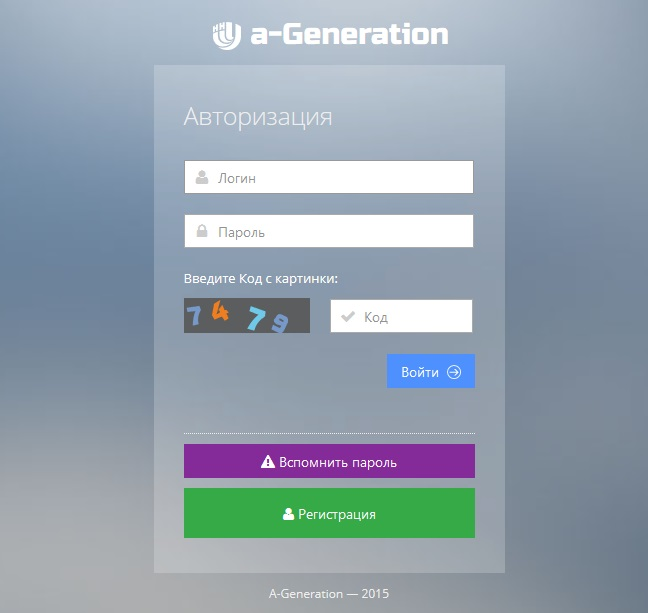 a-Generation
Авторизация
Логин
Пароль
Введите Код с картинки:
7479
Код
Войти
Вспомнить пароль
Регистрация
A-Generation — 2015